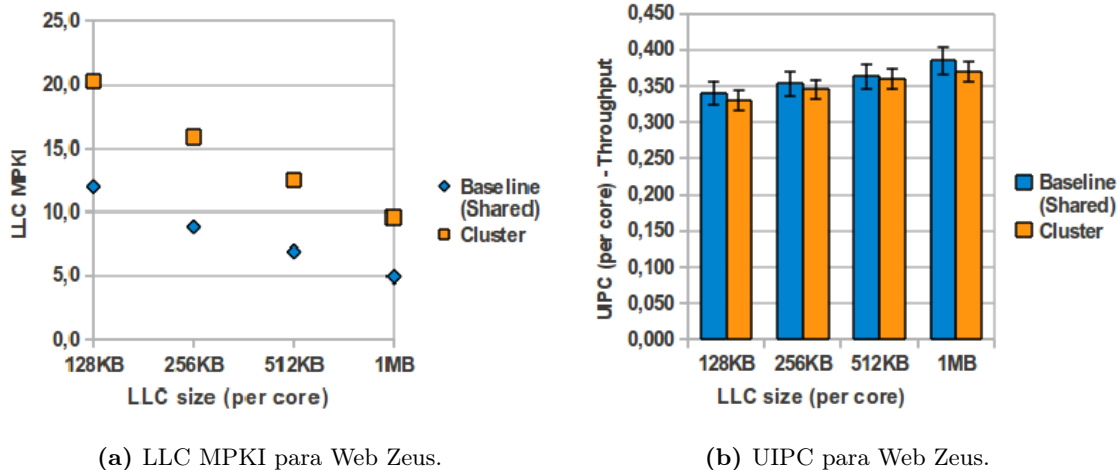 25,0
20,0
15,0
10,0
5,0
0,0
LLC MPKI
128KB 256KB 512KB 1MB
LLC size (per core)
Baseline
(Shared)
Cluster
(a) LLC MPKI para Web Zeus.
0,450
0,400
0,350
0,300
0,250
0,200
0,150
0,100
0,050
0,000
UIPC (per core) - Throughput
128KB 256KB 512KB 1MB
LLC size (per core)
Baseline
(Shared)
Cluster
(b) UIPC para Web Zeus.